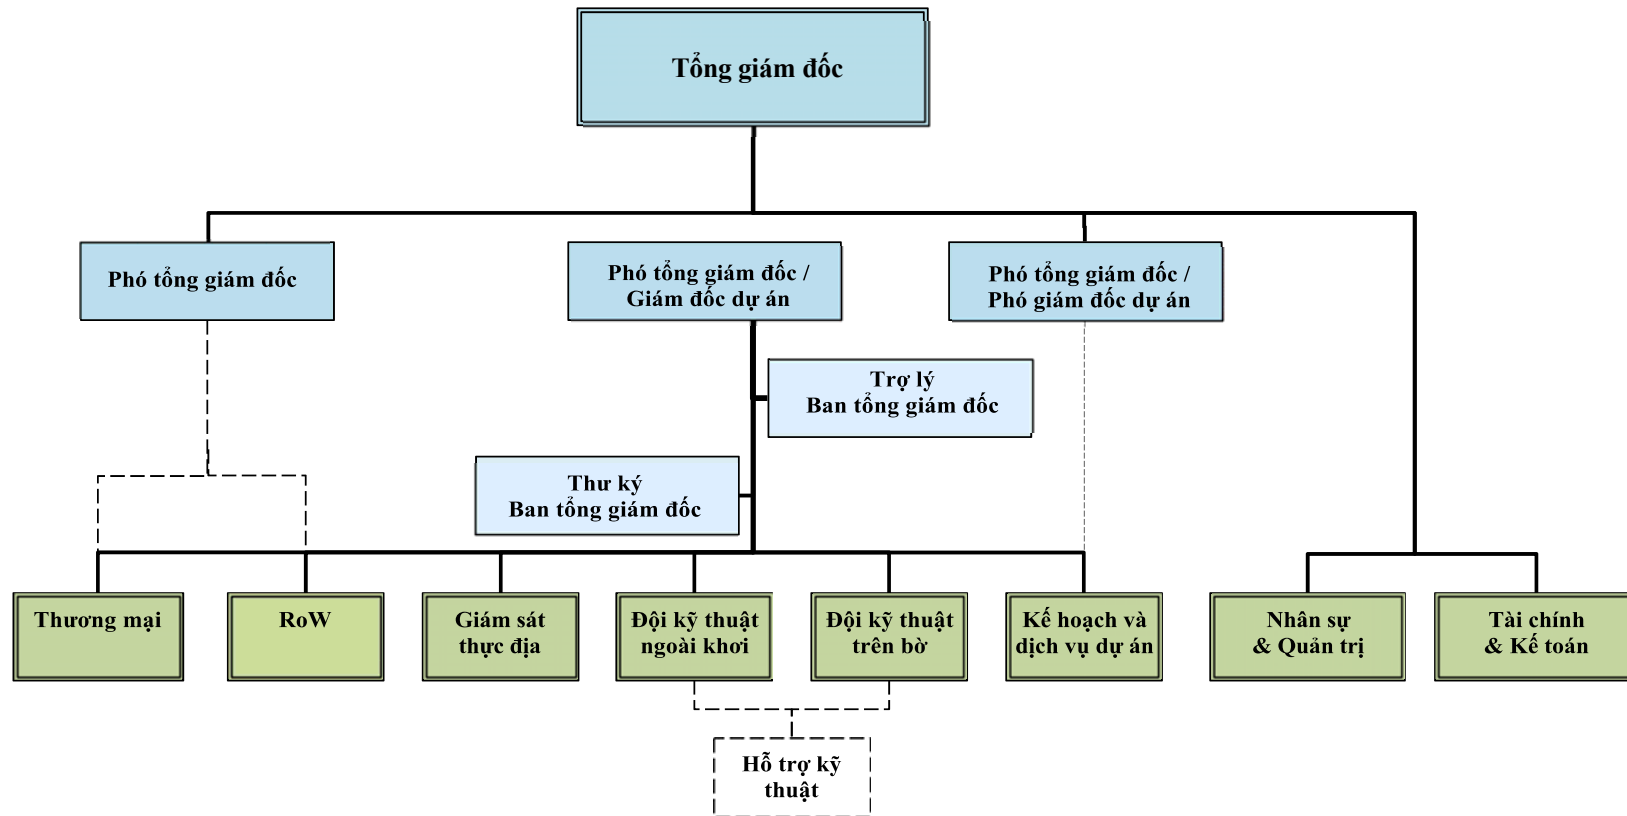 Tổng giám đốc
Phó tổng giám đốc
Phó tổng giám đốc /
Giám đốc dự án
Phó tổng giám đốc /
Phó giám đốc dự án
Trợ lý
Ban tổng giám đốc
Thư ký
Ban tổng giám đốc
Thương mại
RoW
Giám sát
thực địa
Đội kỹ thuật
ngoài khơi
Đội kỹ thuật
trên bờ
Kế hoạch và
dịch vụ dự án
Nhân sự
& Quản trị
Tài chính
& Kế toán
Hỗ trợ kỹ
thuật